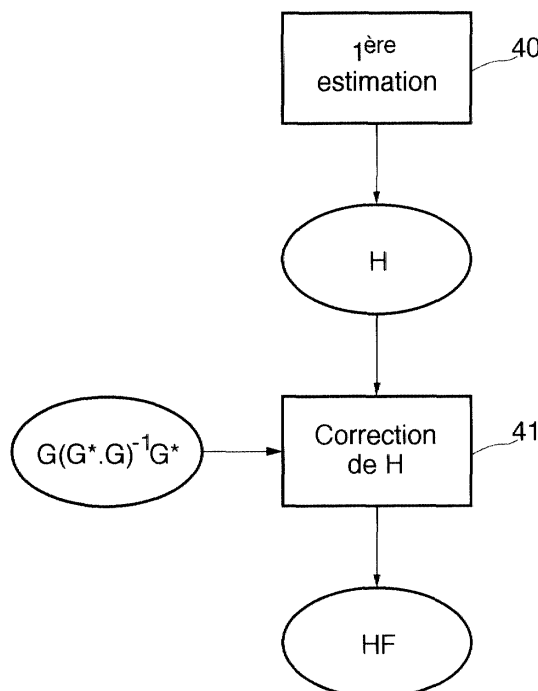 1ère
estimation
40
H
G(G*.G)⁻¹G*
Correction
de H
41
HF